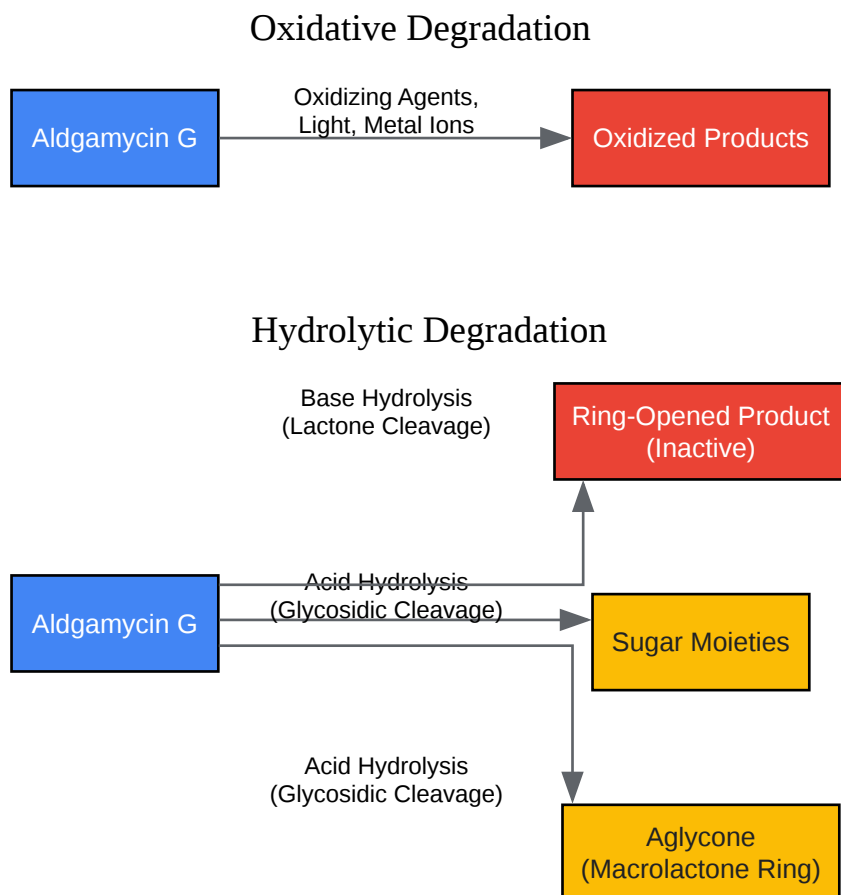 Oxidative Degradation
Oxidizing Agents,
Light, Metal Ions
Aldgamycin G
Oxidized Products
Hydrolytic Degradation
Base Hydrolysis
(Lactone Cleavage)
Ring-Opened Product
(Inactive)
Acid Hydrolysis
(Glycosidic Cleavage)
Aldgamycin G
Sugar Moieties
Acid Hydrolysis
(Glycosidic Cleavage)
Aglycone
(Macrolactone Ring)